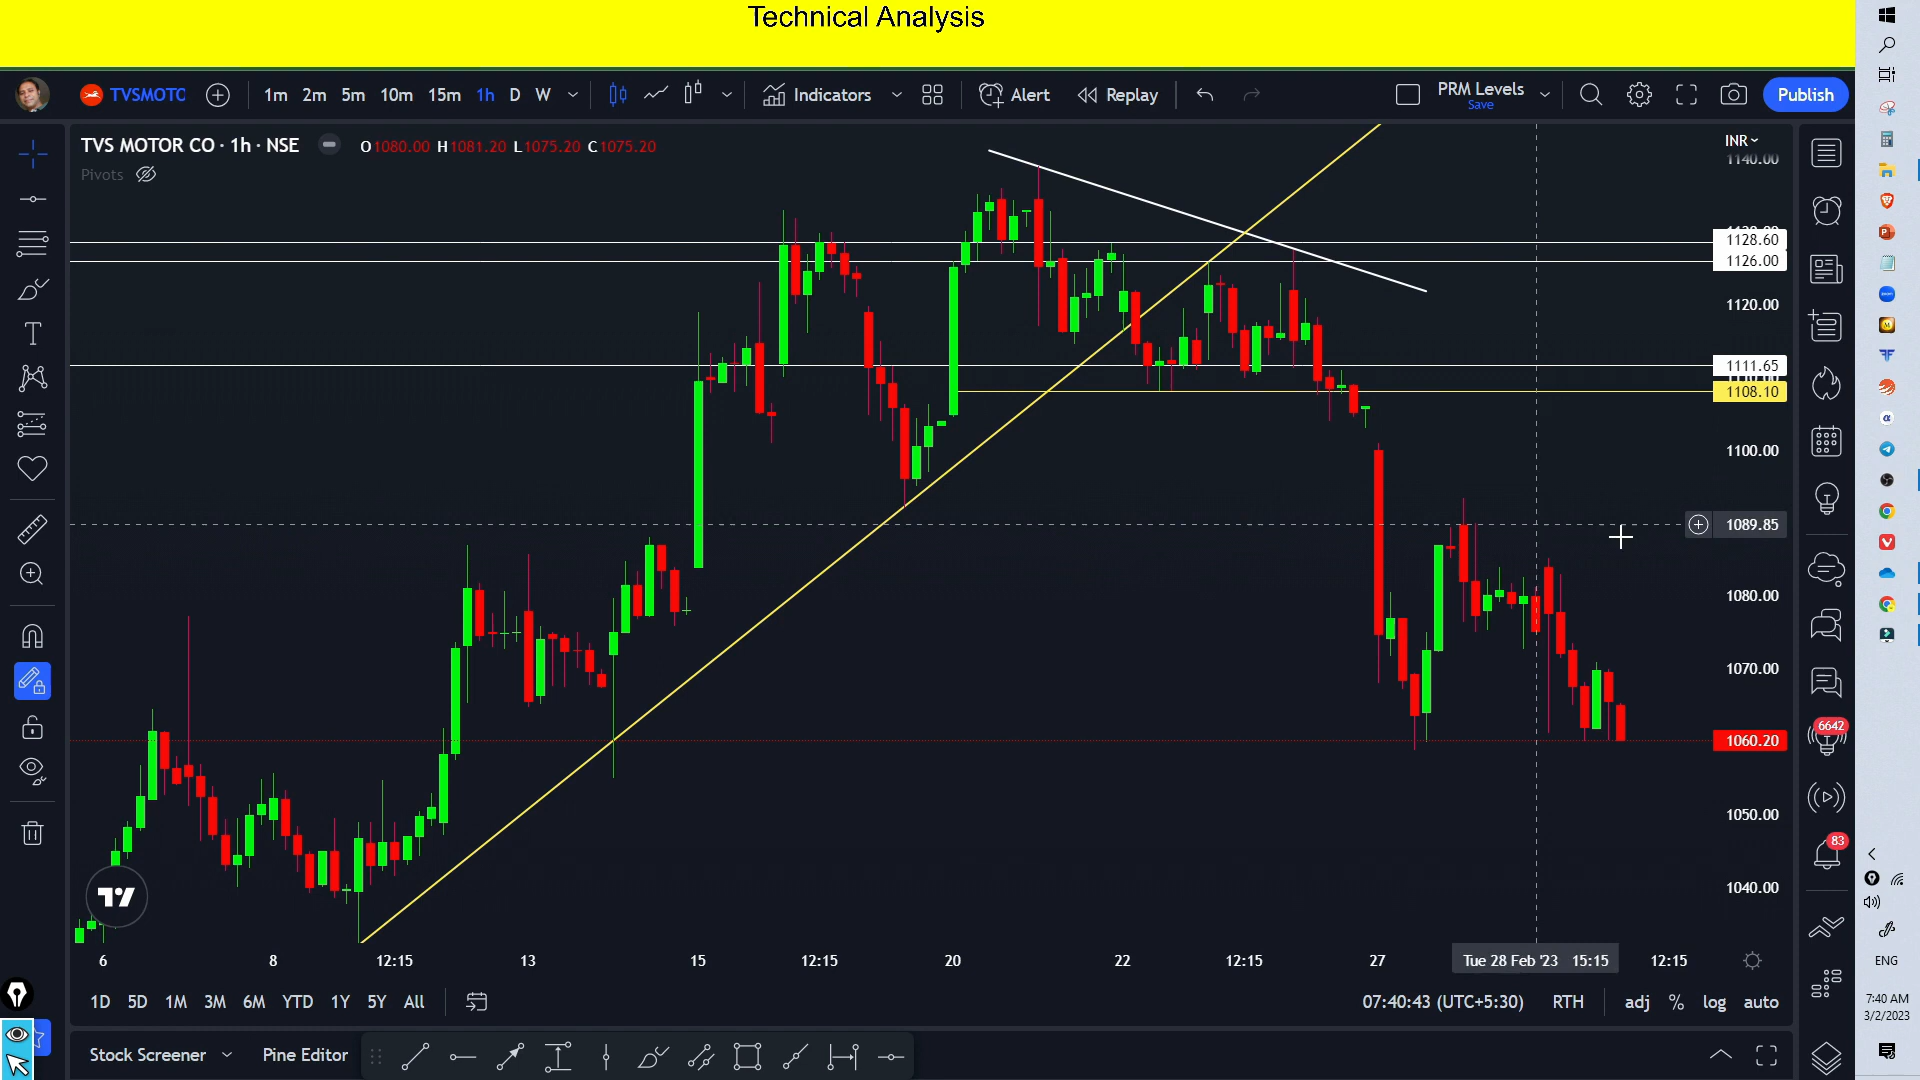 Technical Analysis
TVSMOTO
1m 2m 5m 10m 15m 1h D W
Indicators
Alert
Replay
PRM Levels
Save
Publish
TVS MOTOR CO · 1h · NSE
O1080.00 H1081.20 L1075.20 C1075.20
INR
Pivots
1140.00
1128.60
1126.00
1120.00
1111.65
1108.10
1100.00
1089.85
1080.00
1070.00
1060.20
1050.00
1040.00
6642
83
6 8 12:15 13 15 12:15 20 22 12:15 27 Tue 28 Feb '23 15:15 12:15
1D 5D 1M 3M 6M YTD 1Y 5Y All
07:40:43 (UTC+5:30) RTH adj % log auto
Stock Screener
Pine Editor
ENG
7:40 AM
3/2/2023